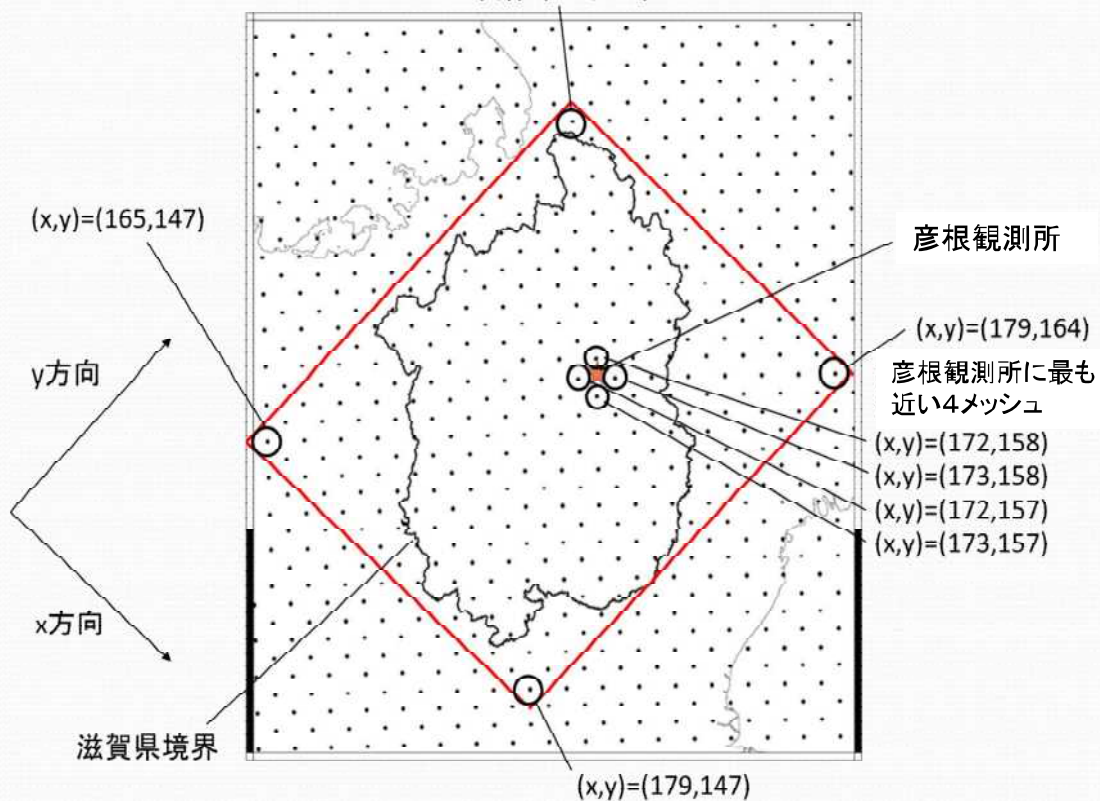 (x,y)=(165,147)
彦根観測所
(x,y)=(179,164)
y方向
彦根観測所に最も
近い4メッシュ
(x,y)=(172,158)
(x,y)=(173,158)
(x,y)=(172,157)
(x,y)=(173,157)
x方向
滋賀県境界
(x,y)=(179,147)